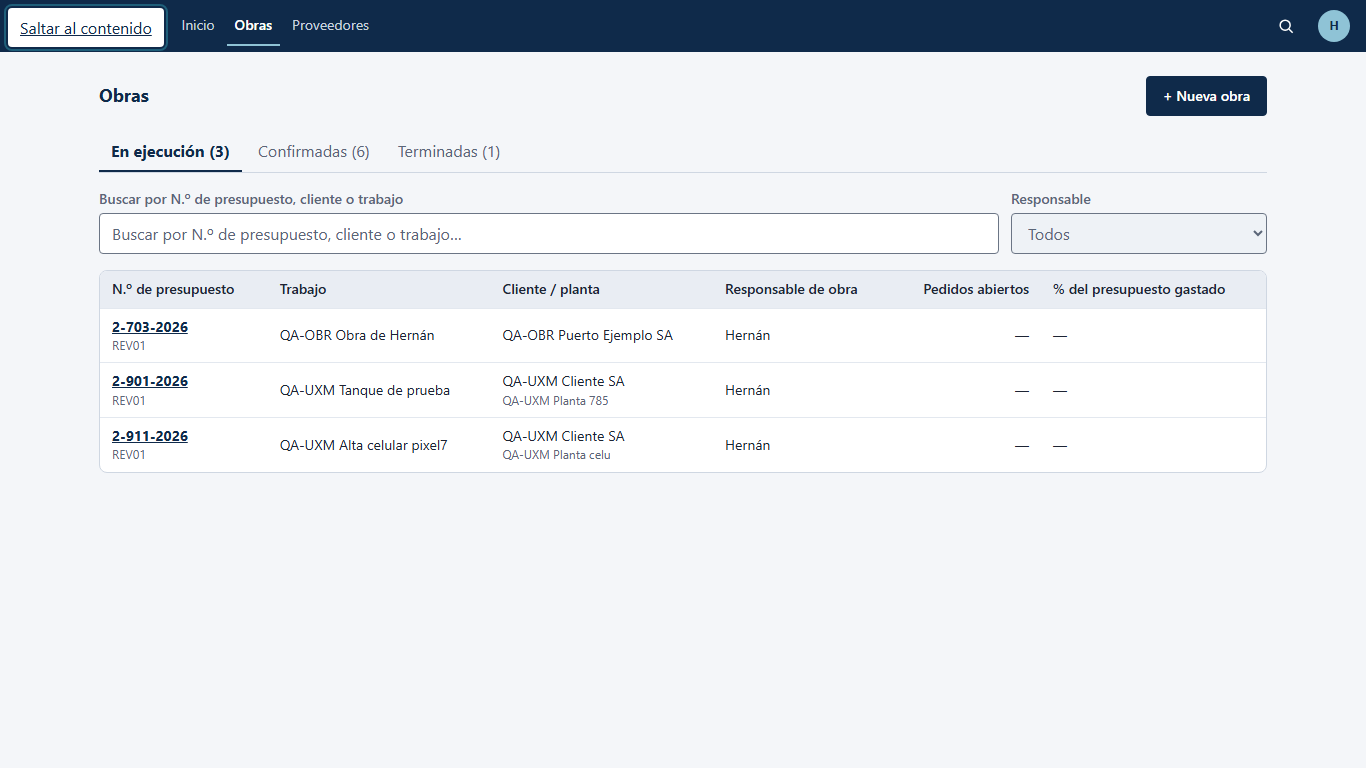 Saltar al contenido Inicio Obras Proveedores H
Obras + Nueva obra
En ejecución (3) Confirmadas (6) Terminadas (1)
Buscar por N.º de presupuesto, cliente o trabajo Responsable
Buscar por N.º de presupuesto, cliente o trabajo... Todos
N.º de presupuesto Trabajo Cliente / planta Responsable de obra Pedidos abiertos % del presupuesto gastado
2-703-2026 QA-OBR Obra de Hernán QA-OBR Puerto Ejemplo SA Hernán — —
REV01
2-901-2026 QA-UXM Tanque de prueba QA-UXM Cliente SA Hernán — —
REV01 QA-UXM Planta 785
2-911-2026 QA-UXM Alta celular pixel7 QA-UXM Cliente SA Hernán — —
REV01 QA-UXM Planta celu